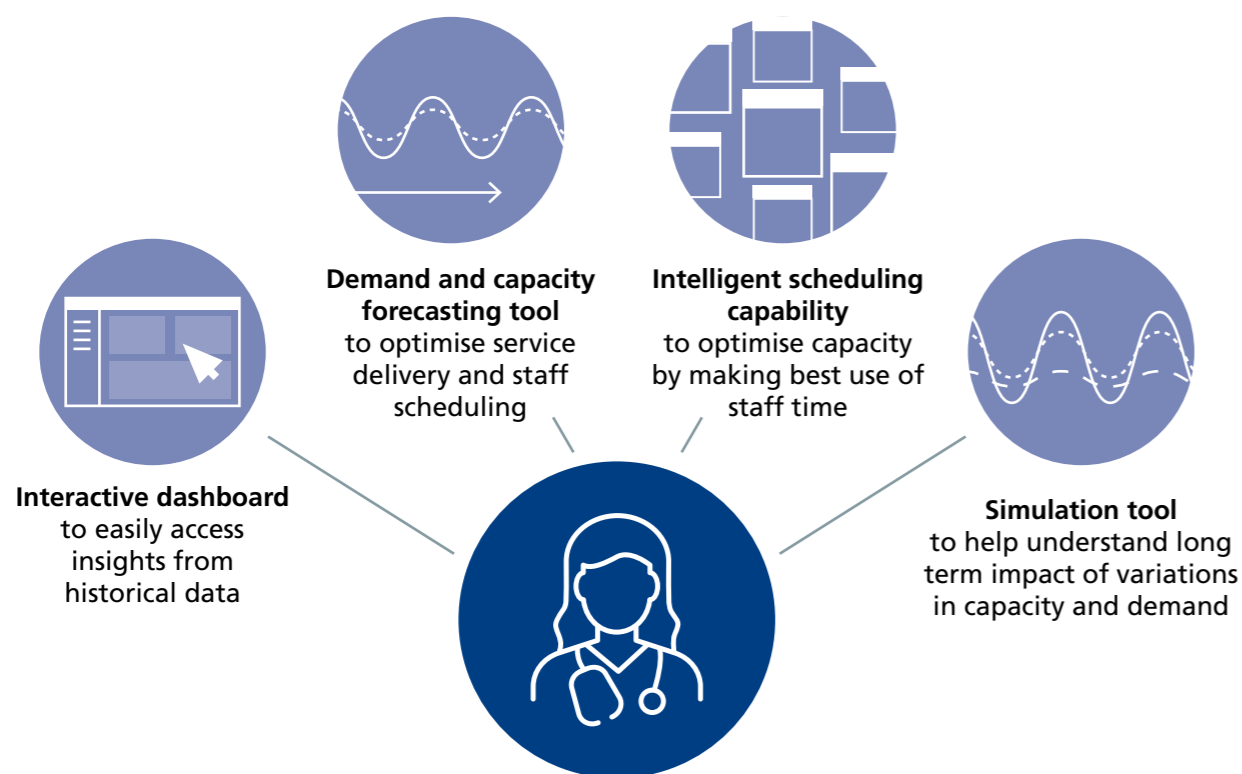 Interactive dashboard
to easily access
insights from
historical data
Demand and capacity
forecasting tool
to optimise service
delivery and staff
scheduling
Intelligent scheduling
capability
to optimise capacity
by making best use of
staff time
Simulation tool
to help understand long
term impact of variations
in capacity and demand